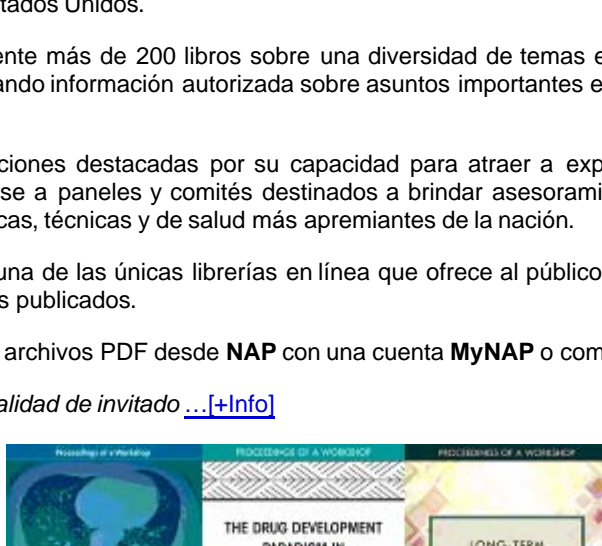 tados Unidos.
ente más de 200 libros sobre una diversidad de temas e
ando información autorizada sobre asuntos importantes e
ciones destacadas por su capacidad para atraer a exp
se a paneles y comités destinados a brindar asesorami
cas, técnicas y de salud más apremiantes de la nación.
una de las únicas librerías en línea que ofrece al público
s publicados.
archivos PDF desde NAP con una cuenta MyNAP o com
alidad de invitado …[+Info]
Proceedings of a Workshop
PROCEEDINGS OF A WORKSHOP
PROCEEDINGS OF A WORKSHOP
THE DRUG DEVELOPMENT
PARADIGM IN
LONG-TERM